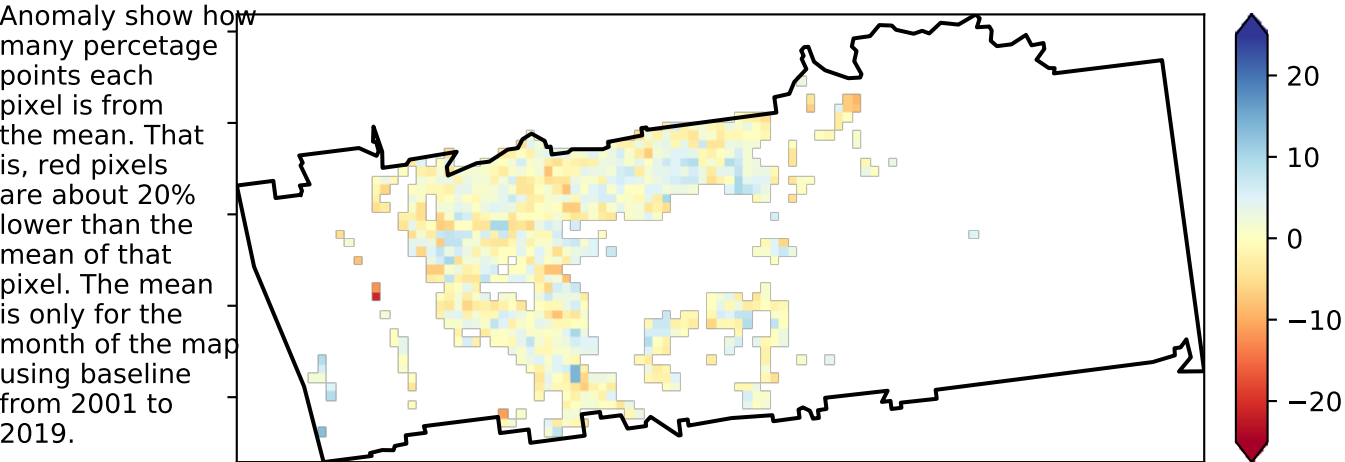 Anomaly show how
many percetage
points each
pixel is from
the mean. That
is, red pixels
are about 20%
lower than the
mean of that
pixel. The mean
is only for the
month of the map
using baseline
from 2001 to
2019.
20
10
0
−10
−20